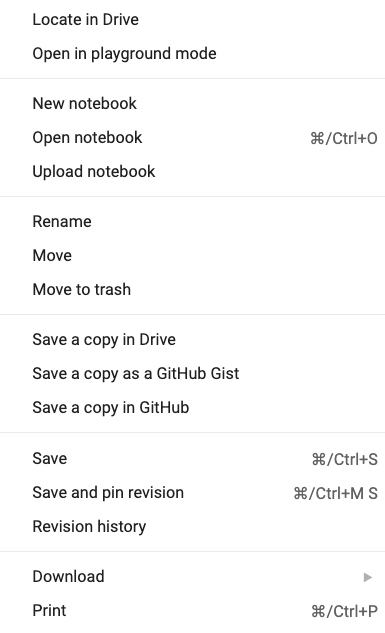 Locate in Drive
Open in playground mode
New notebook
Open notebook ⌘/Ctrl+O
Upload notebook
Rename
Move
Move to trash
Save a copy in Drive
Save a copy as a GitHub Gist
Save a copy in GitHub
Save ⌘/Ctrl+S
Save and pin revision ⌘/Ctrl+M S
Revision history
Download
Print ⌘/Ctrl+P